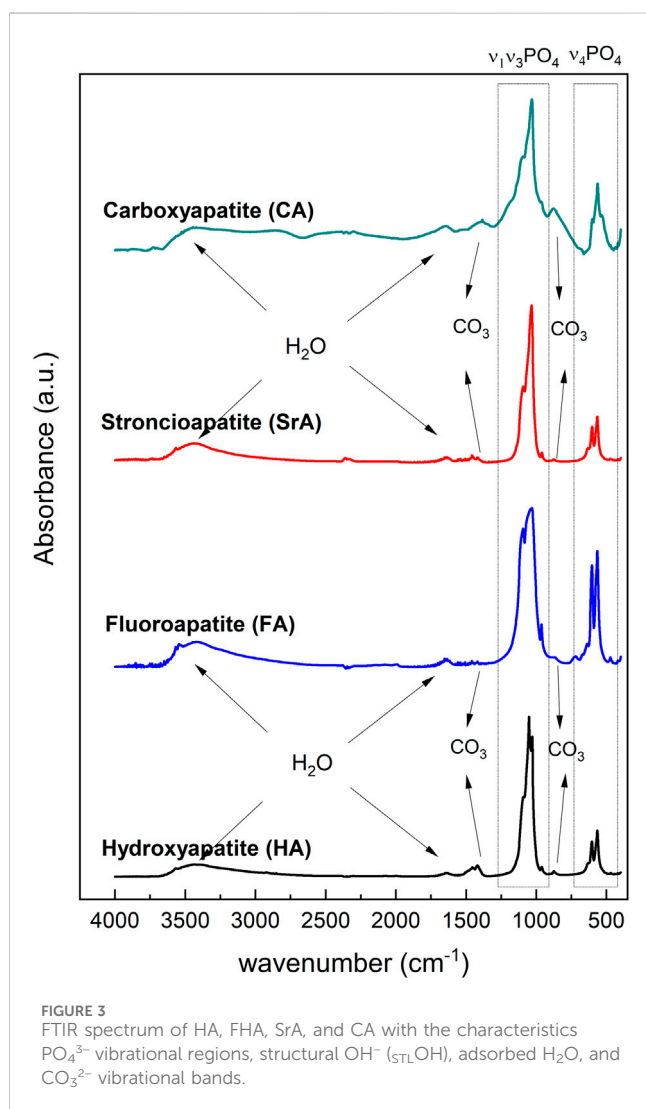 ν₁ν₃PO₄ ν₄PO₄
Carboxyapatite (CA)
CO₃ CO₃
H₂O
Stroncioapatite (SrA)
Fluoroapatite (FA)
CO₃ CO₃
H₂O
Hydroxyapatite (HA)
Absorbance (a.u.)
4000 3500 3000 2500 2000 1500 1000 500
wavenumber (cm⁻¹)
FIGURE 3
FTIR spectrum of HA, FHA, SrA, and CA with the characteristics
PO₄³⁻ vibrational regions, structural OH⁻ (STLOH), adsorbed H₂O, and
CO₃²⁻ vibrational bands.